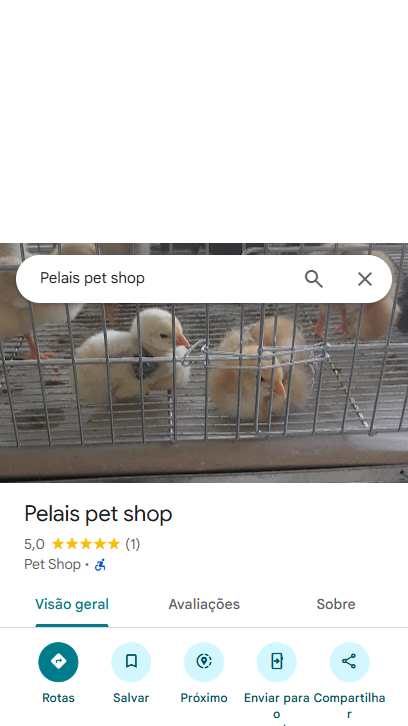 Pelais pet shop
Pelais pet shop
5,0 (1)
Pet Shop ·
Visão geral Avaliações Sobre
Rotas Salvar Próximo Enviar para Compartilha
o r